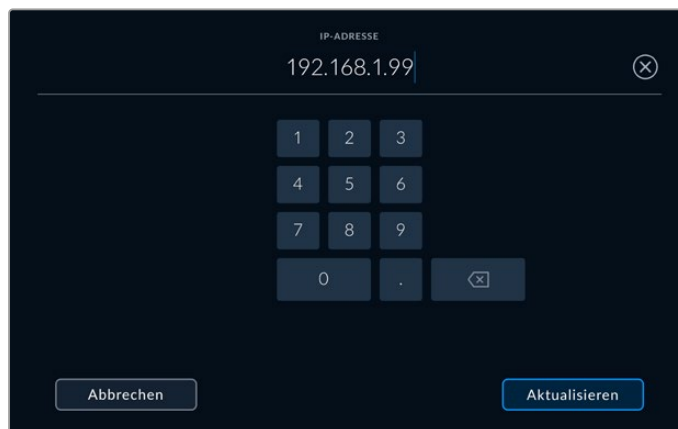 IP-ADRESSE
192.168.1.99
1 2 3
4 5 6
7 8 9
0 .
Abbrechen Aktualisieren